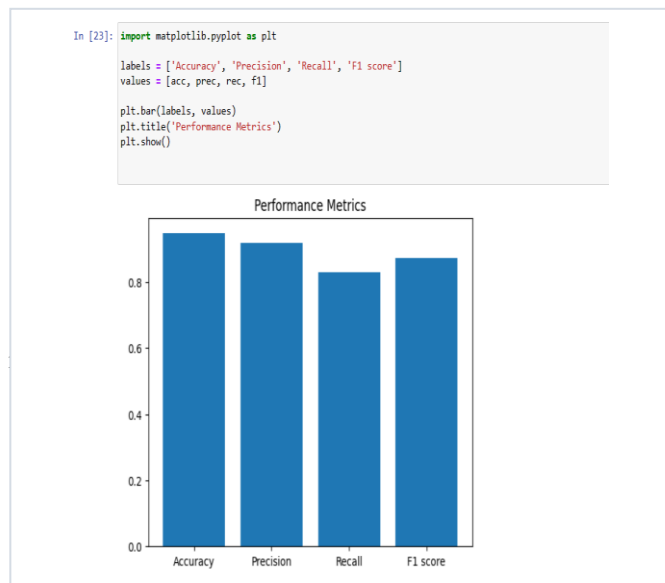 In [23]: import matplotlib.pyplot as plt
labels = ['Accuracy', 'Precision', 'Recall', 'F1 score']
values = [acc, prec, rec, f1]
plt.bar(labels, values)
plt.title('Performance Metrics')
plt.show()
Performance Metrics
0.8
0.6
0.4
0.2
0.0
Accuracy Precision Recall F1 score